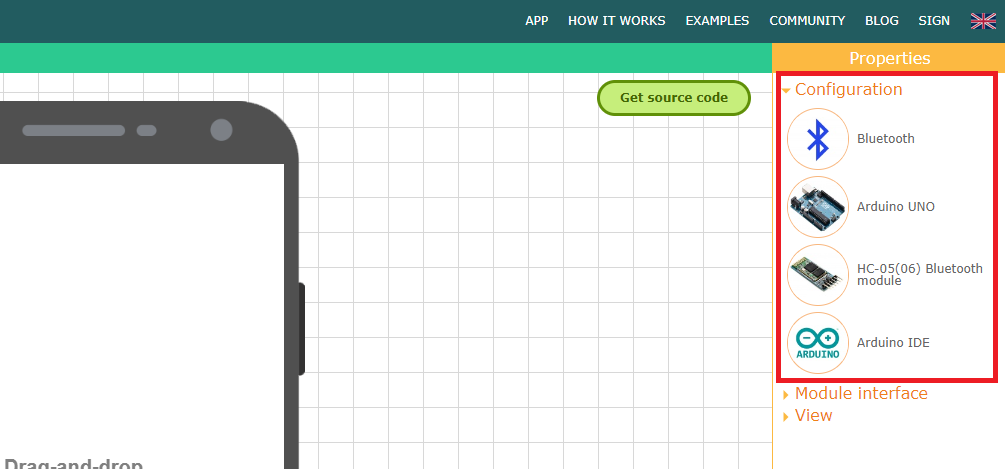 APP HOW IT WORKS EXAMPLES COMMUNITY BLOG SIGN
Properties
Get source code
Configuration
Bluetooth
Arduino UNO
HC-05(06) Bluetooth
module
ARDUINO
Arduino IDE
Module interface
View
Drag-and-drop